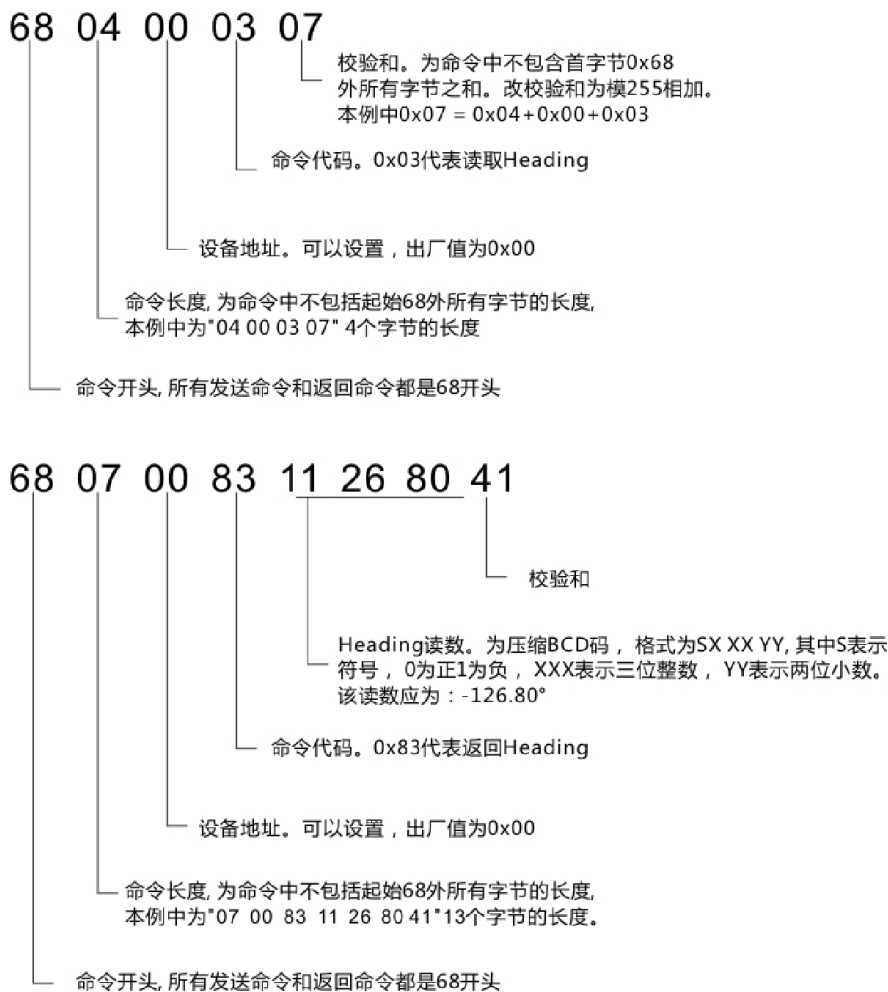 68 04 00 03 07
校验和。为命令中不包含首字节0x68
外所有字节之和。改校验和为模255相加。
本例中0x07 = 0x04+0x00+0x03
命令代码。0x03代表读取Heading
设备地址。可以设置，出厂值为0x00
命令长度, 为命令中不包括起始68外所有字节的长度,
本例中为"04 00 03 07" 4个字节的长度
命令开头, 所有发送命令和返回命令都是68开头
68 07 00 83 11 26 80 41
校验和
Heading读数。为压缩BCD码， 格式为SX XX YY, 其中S表示
符号，0为正1为负，XXX表示三位整数，YY表示两位小数。
该读数应为：-126.80°
命令代码。0x83代表返回Heading
设备地址。可以设置，出厂值为0x00
命令长度, 为命令中不包括起始68外所有字节的长度,
本例中为"07 00 83 11 26 80 41"13个字节的长度。
命令开头, 所有发送命令和返回命令都是68开头